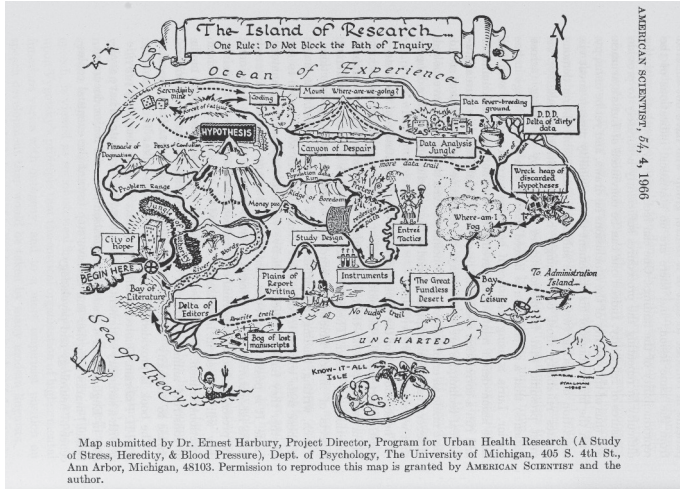 The Island of Research
One Rule: Do Not Block the Path of Inquiry
AMERICAN SCIENTIST, 54, 4, 1966
N
Ocean of Experience
Serendipity
mine
Forest of Fatigue
Coding
Mount Where-are-we-going?
Data fever-breeding
ground
D.D.D.
Delta of "dirty"
data
HYPOTHESIS
Canyon of Despair
Data Analysis
Jungle
Pinnacle of
Dogmatism
more data trail
Wreck heap of
discarded
Hypotheses
Problem Range
Ridge of Boredom
Money pass
Where-am-I
Fog
City of
hope
Study Design
Entreé
Tactics
BEGIN HERE
River
Words
Bay of
Literature
Plains of
Report
Writing
Instruments
The Great
Fundless
Desert
Bay
of
Leisure
To Administration
Island
Delta of
Editors
rewrite trail
No budget trail
Bog of lost
manuscripts
UNCHARTED
Sea of Theory
KNOW-IT-ALL
ISLE
Map submitted by Dr. Ernest Harbury, Project Director, Program for Urban Health Research (A Study
of Stress, Heredity, & Blood Pressure), Dept. of Psychology, The University of Michigan, 405 S. 4th St.,
Ann Arbor, Michigan, 48103. Permission to reproduce this map is granted by AMERICAN SCIENTIST and the
author.